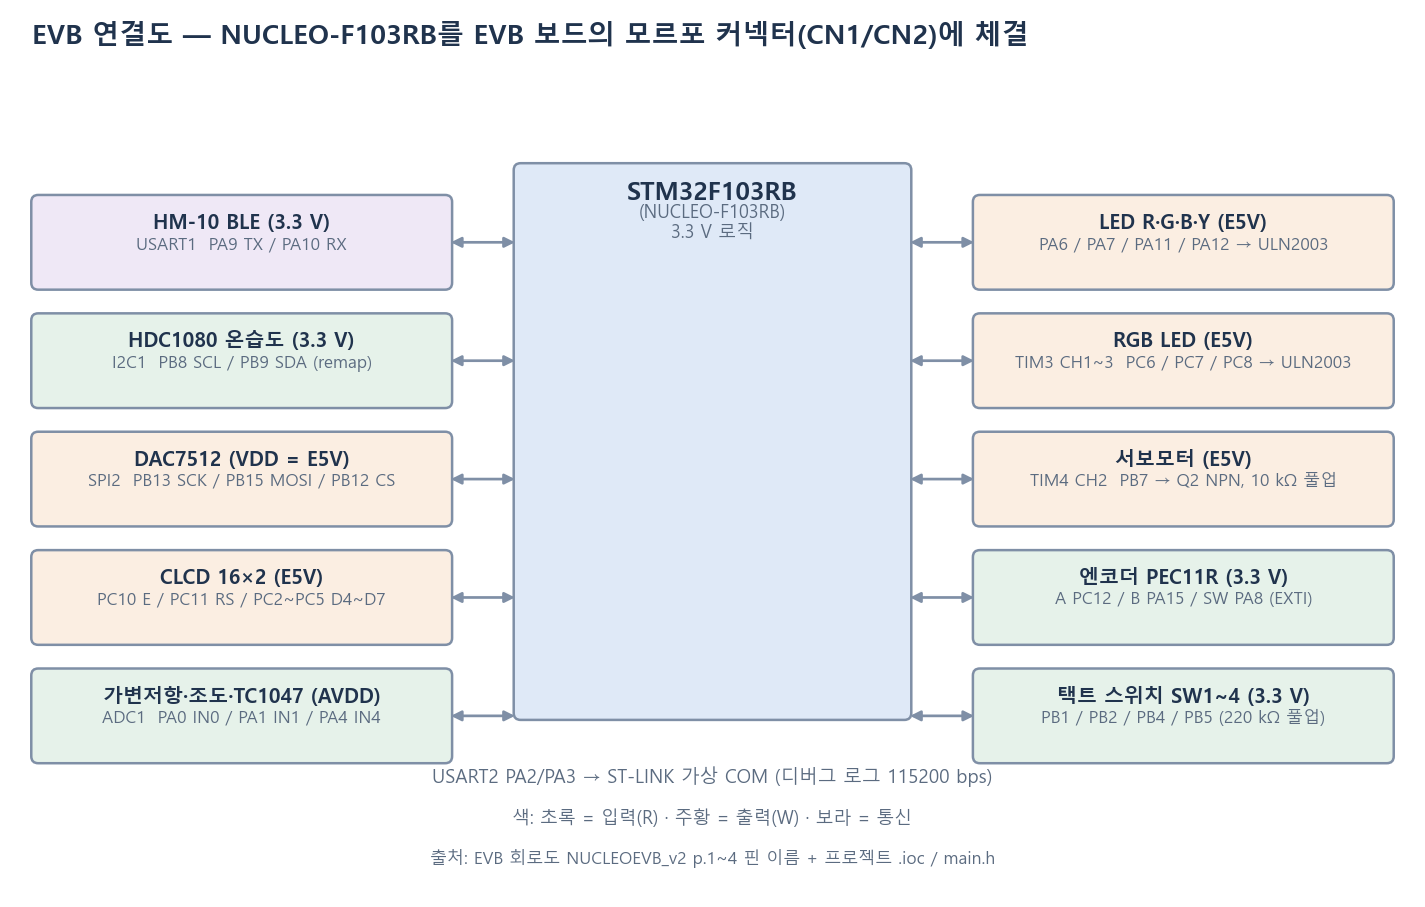 EVB 연결도 — NUCLEO-F103RB를 EVB 보드의 모르포 커넥터(CN1/CN2)에 체결
STM32F103RB
(NUCLEO-F103RB)
3.3 V 로직
HM-10 BLE (3.3 V)
USART1  PA9 TX / PA10 RX
HDC1080 온습도 (3.3 V)
I2C1  PB8 SCL / PB9 SDA (remap)
DAC7512 (VDD = E5V)
SPI2  PB13 SCK / PB15 MOSI / PB12 CS
CLCD 16×2 (E5V)
PC10 E / PC11 RS / PC2~PC5 D4~D7
가변저항·조도·TC1047 (AVDD)
ADC1  PA0 IN0 / PA1 IN1 / PA4 IN4
LED R·G·B·Y (E5V)
PA6 / PA7 / PA11 / PA12 → ULN2003
RGB LED (E5V)
TIM3 CH1~3  PC6 / PC7 / PC8 → ULN2003
서보모터 (E5V)
TIM4 CH2  PB7 → Q2 NPN, 10 kΩ 풀업
엔코더 PEC11R (3.3 V)
A PC12 / B PA15 / SW PA8 (EXTI)
택트 스위치 SW1~4 (3.3 V)
PB1 / PB2 / PB4 / PB5 (220 kΩ 풀업)
USART2 PA2/PA3 → ST-LINK 가상 COM (디버그 로그 115200 bps)
색: 초록 = 입력(R) · 주황 = 출력(W) · 보라 = 통신
출처: EVB 회로도 NUCLEOEVB_v2 p.1~4 핀 이름 + 프로젝트 .ioc / main.h